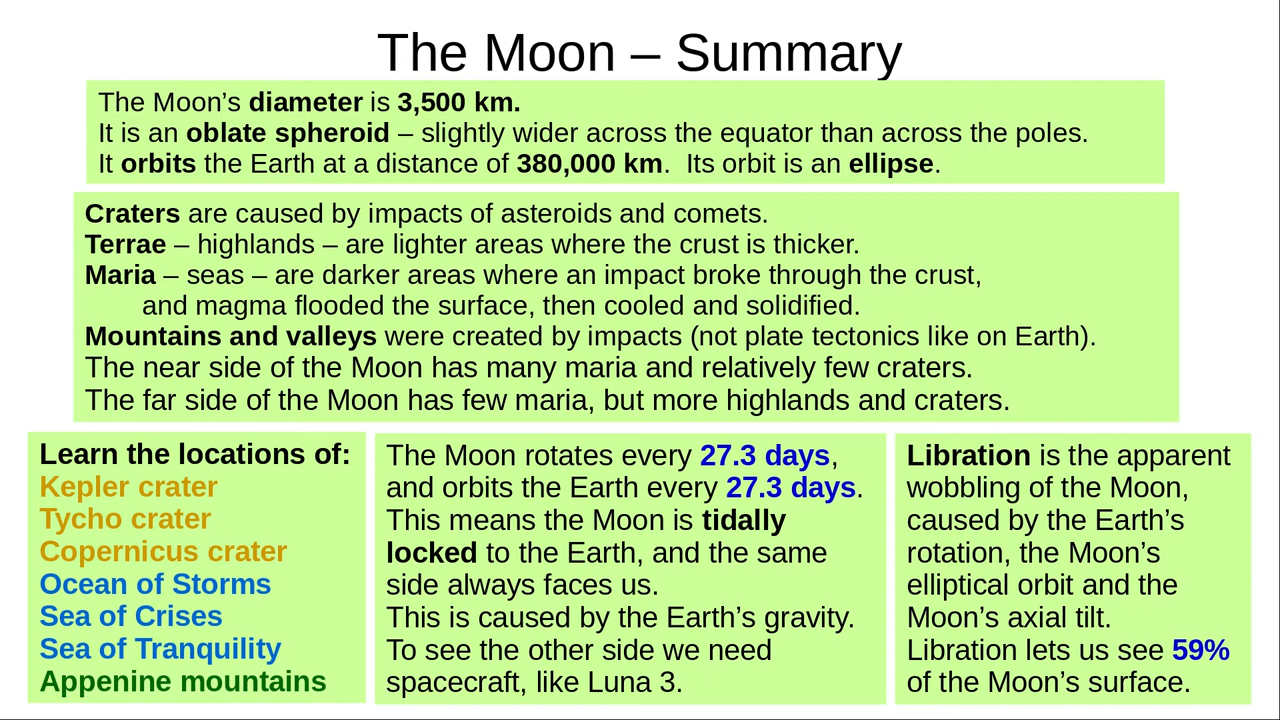 The Moon – Summary
The Moon’s diameter is 3,500 km.
It is an oblate spheroid – slightly wider across the equator than across the poles.
It orbits the Earth at a distance of 380,000 km.  Its orbit is an ellipse.
Craters are caused by impacts of asteroids and comets.
Terrae – highlands – are lighter areas where the crust is thicker.
Maria – seas – are darker areas where an impact broke through the crust,
and magma flooded the surface, then cooled and solidified.
Mountains and valleys were created by impacts (not plate tectonics like on Earth).
The near side of the Moon has many maria and relatively few craters.
The far side of the Moon has few maria, but more highlands and craters.
Learn the locations of:
Kepler crater
Tycho crater
Copernicus crater
Ocean of Storms
Sea of Crises
Sea of Tranquility
Appenine mountains
The Moon rotates every 27.3 days,
and orbits the Earth every 27.3 days.
This means the Moon is tidally
locked to the Earth, and the same
side always faces us.
This is caused by the Earth’s gravity.
To see the other side we need
spacecraft, like Luna 3.
Libration is the apparent
wobbling of the Moon,
caused by the Earth’s
rotation, the Moon’s
elliptical orbit and the
Moon’s axial tilt.
Libration lets us see 59%
of the Moon’s surface.